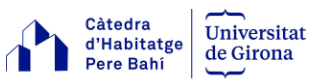 Càtedra
d'Habitatge
Pere Bahí
Universitat
de Girona